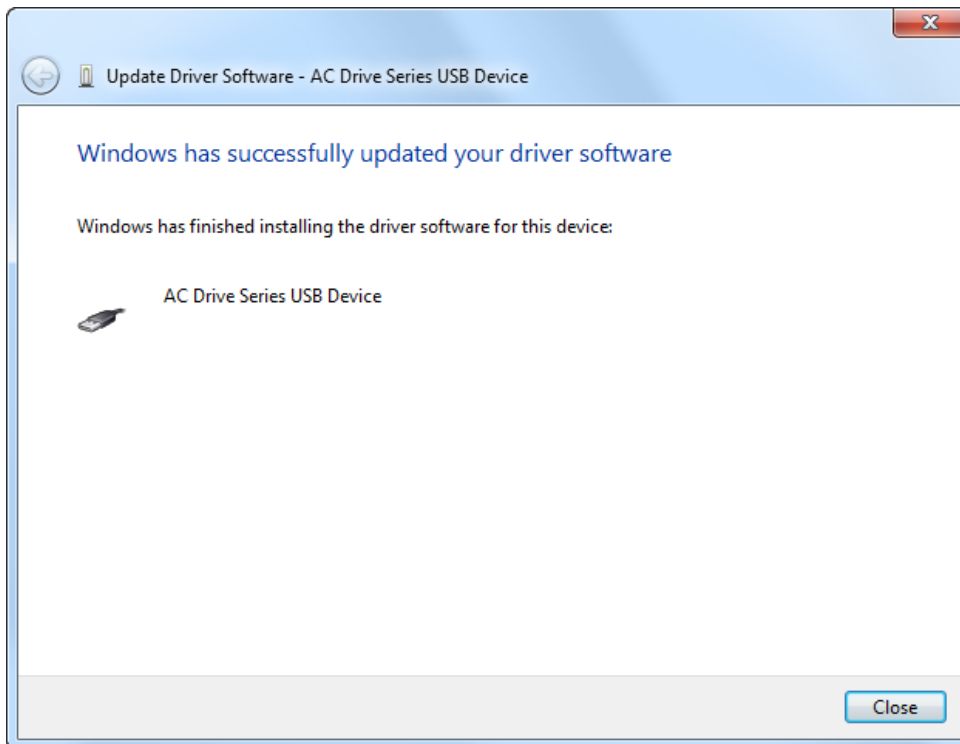 Update Driver Software - AC Drive Series USB Device
Windows has successfully updated your driver software
Windows has finished installing the driver software for this device:
AC Drive Series USB Device
Close